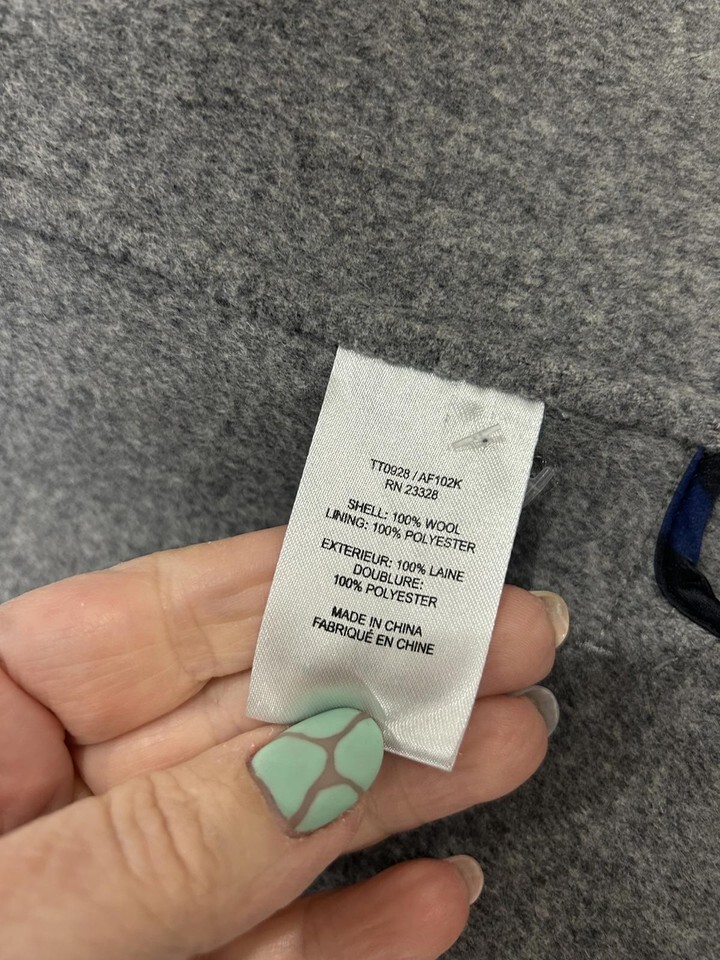 TT0928 / AF102K
RN 23328
SHELL: 100% WOOL
LINING: 100% POLYESTER
EXTERIEUR: 100% LAINE
DOUBLURE:
100% POLYESTER
MADE IN CHINA
FABRIQUÉ EN CHINE